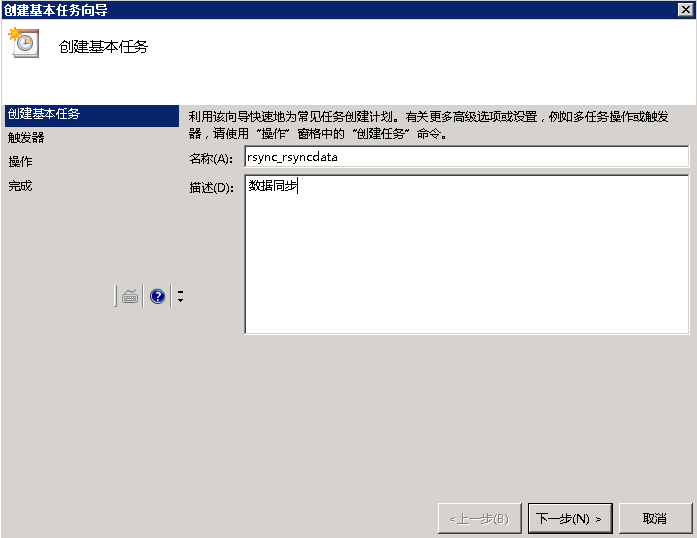 创建基本任务向导
创建基本任务
创建基本任务
触发器
操作
完成
利用该向导快速地为常见任务创建计划。有关更多高级选项或设置，例如多任务操作或触发
器，请使用“操作”窗格中的“创建任务”命令。
名称(A)： rsync_rsyncdata
描述(D)： 数据同步
<上一步(B) 下一步(N) > 取消